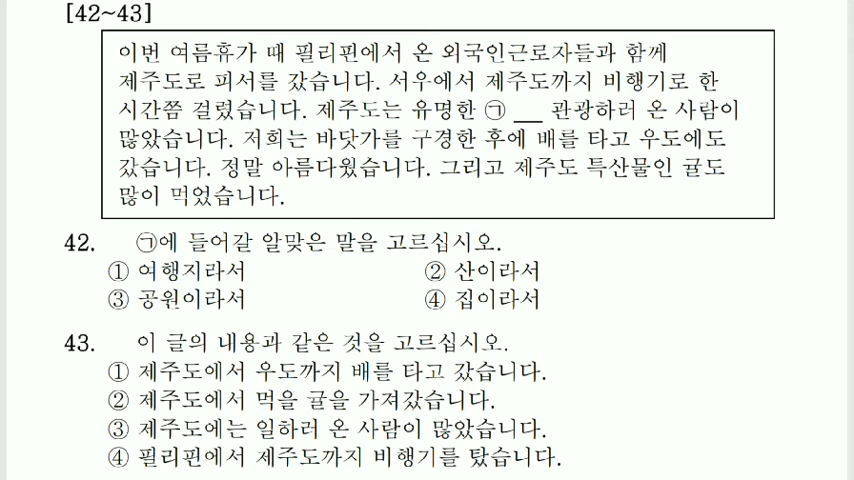 [42~43]
이번 여름휴가 때 필리핀에서 온 외국인근로자들과 함께
제주도로 피서를 갔습니다. 서우에서 제주도까지 비행기로 한
시간쯤 걸렸습니다. 제주도는 유명한 ㉠ ___ 관광하러 온 사람이
많았습니다. 저희는 바닷가를 구경한 후에 배를 타고 우도에도
갔습니다. 정말 아름다웠습니다. 그리고 제주도 특산물인 귤도
많이 먹었습니다.
42. ㉠에 들어갈 알맞은 말을 고르십시오.
① 여행지라서 ② 산이라서
③ 공원이라서 ④ 집이라서
43. 이 글의 내용과 같은 것을 고르십시오.
① 제주도에서 우도까지 배를 타고 갔습니다.
② 제주도에서 먹을 귤을 가져갔습니다.
③ 제주도에는 일하러 온 사람이 많았습니다.
④ 필리핀에서 제주도까지 비행기를 탔습니다.